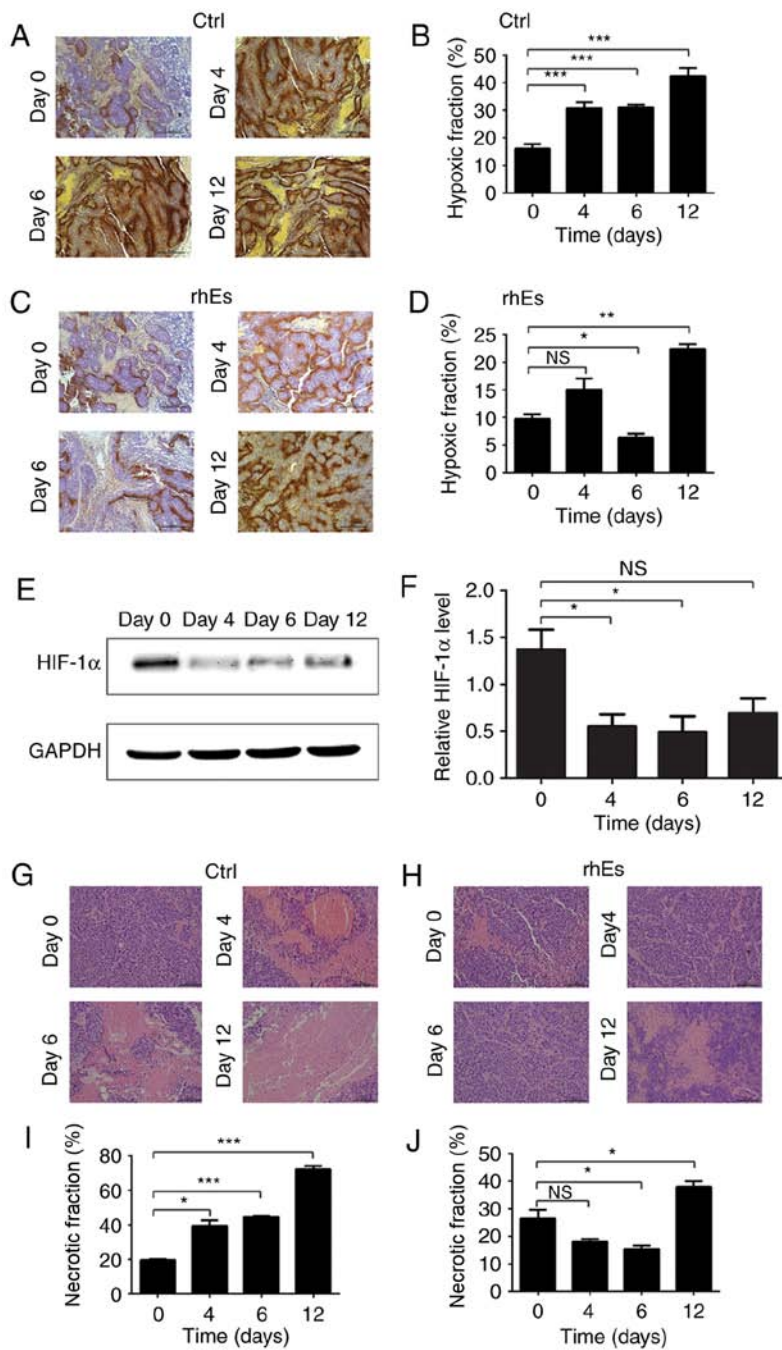 A
Ctrl
Day 0
Day 4
Day 6
Day 12
B
Ctrl
Hypoxic fraction (%)
50
40
30
20
10
0
***
***
***
0 4 6 12
Time (days)
C
rhEs
Day 0
Day 4
Day 6
Day 12
D
rhEs
Hypoxic fraction (%)
25
20
15
10
5
0
**
*
NS
0 4 6 12
Time (days)
E
Day 0 Day 4 Day 6 Day 12
HIF-1α
GAPDH
F
Relative HIF-1α level
2.0
1.5
1.0
0.5
0.0
NS
*
*
0 4 6 12
Time (days)
G
Ctrl
Day 0
Day 4
Day 6
Day 12
H
rhEs
Day 0
Day4
Day 6
Day 12
I
Necrotic fraction (%)
80
60
40
20
0
***
***
*
0 4 6 12
Time (days)
J
Necrotic fraction (%)
50
40
30
20
10
0
*
*
NS
0 4 6 12
Time (days)